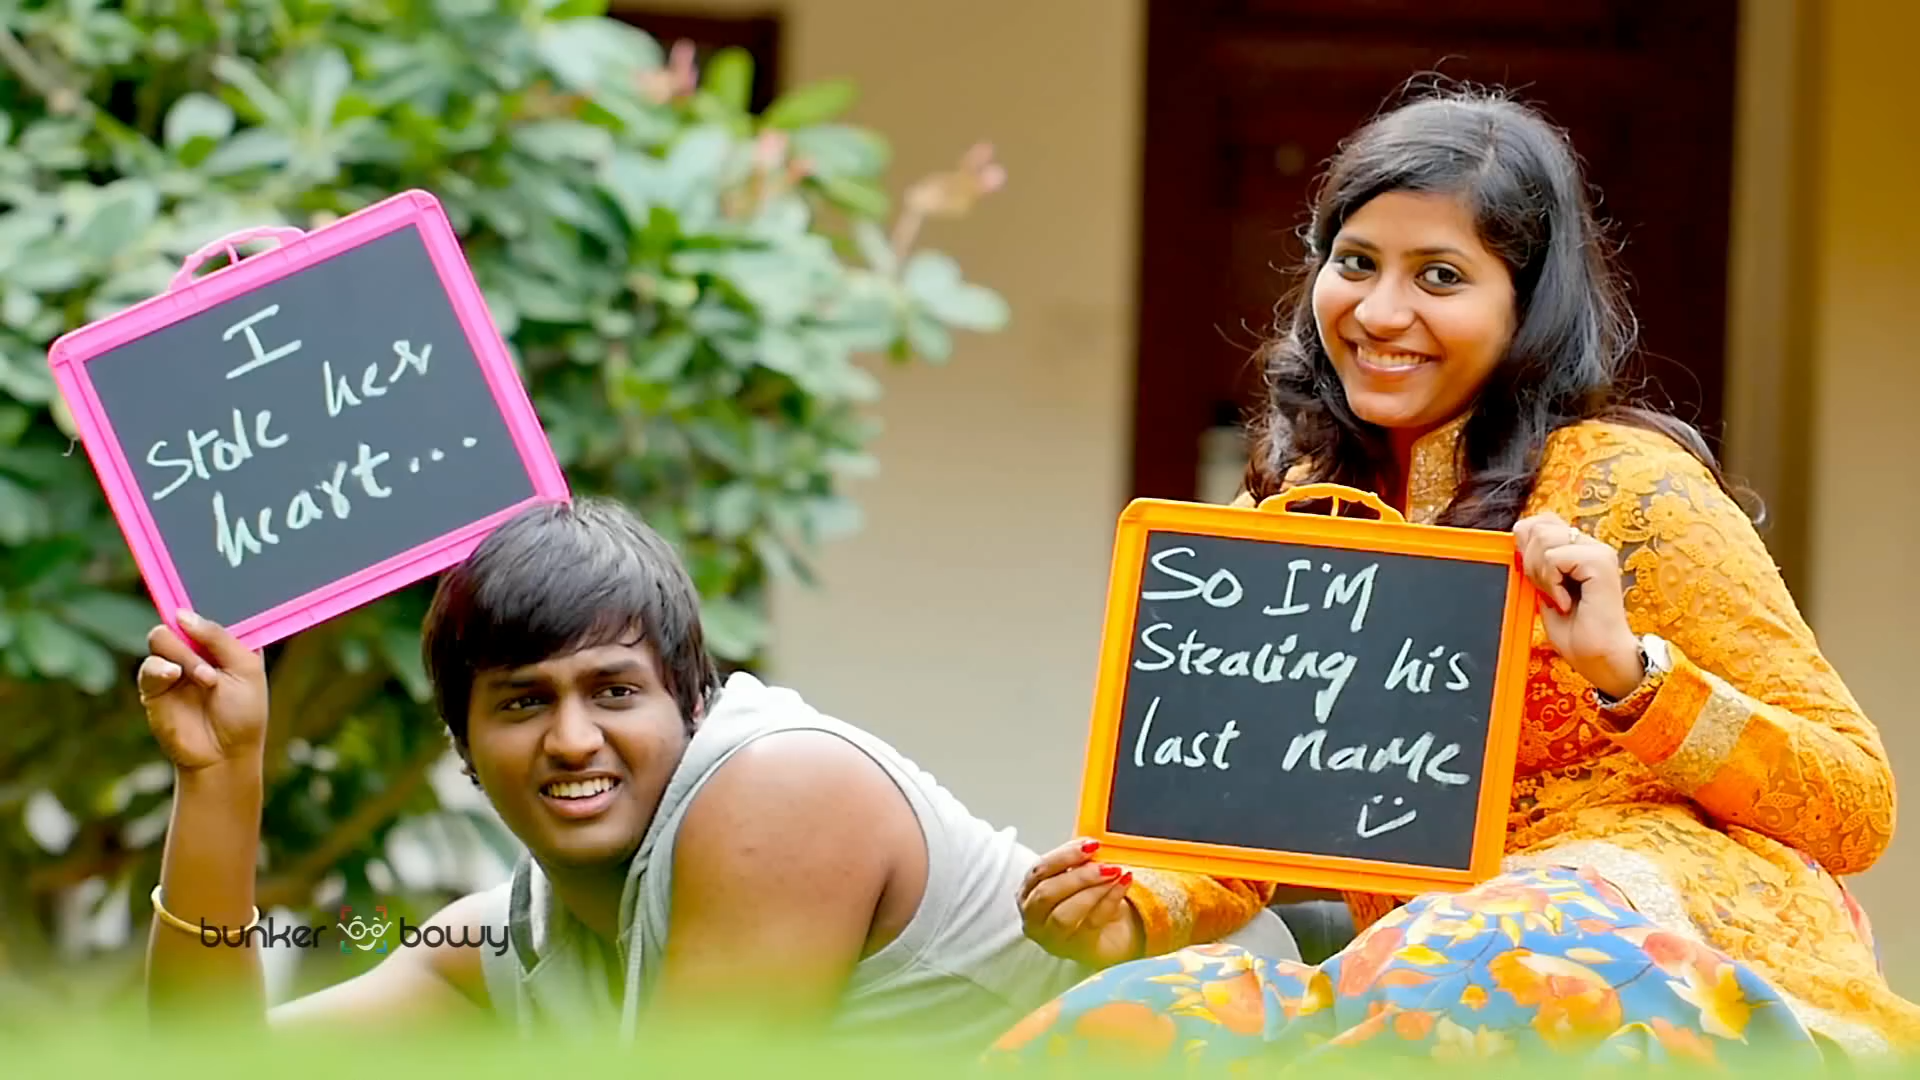 I
Stole her
heart...
So I'M
Stealing his
last name
bunker bowy